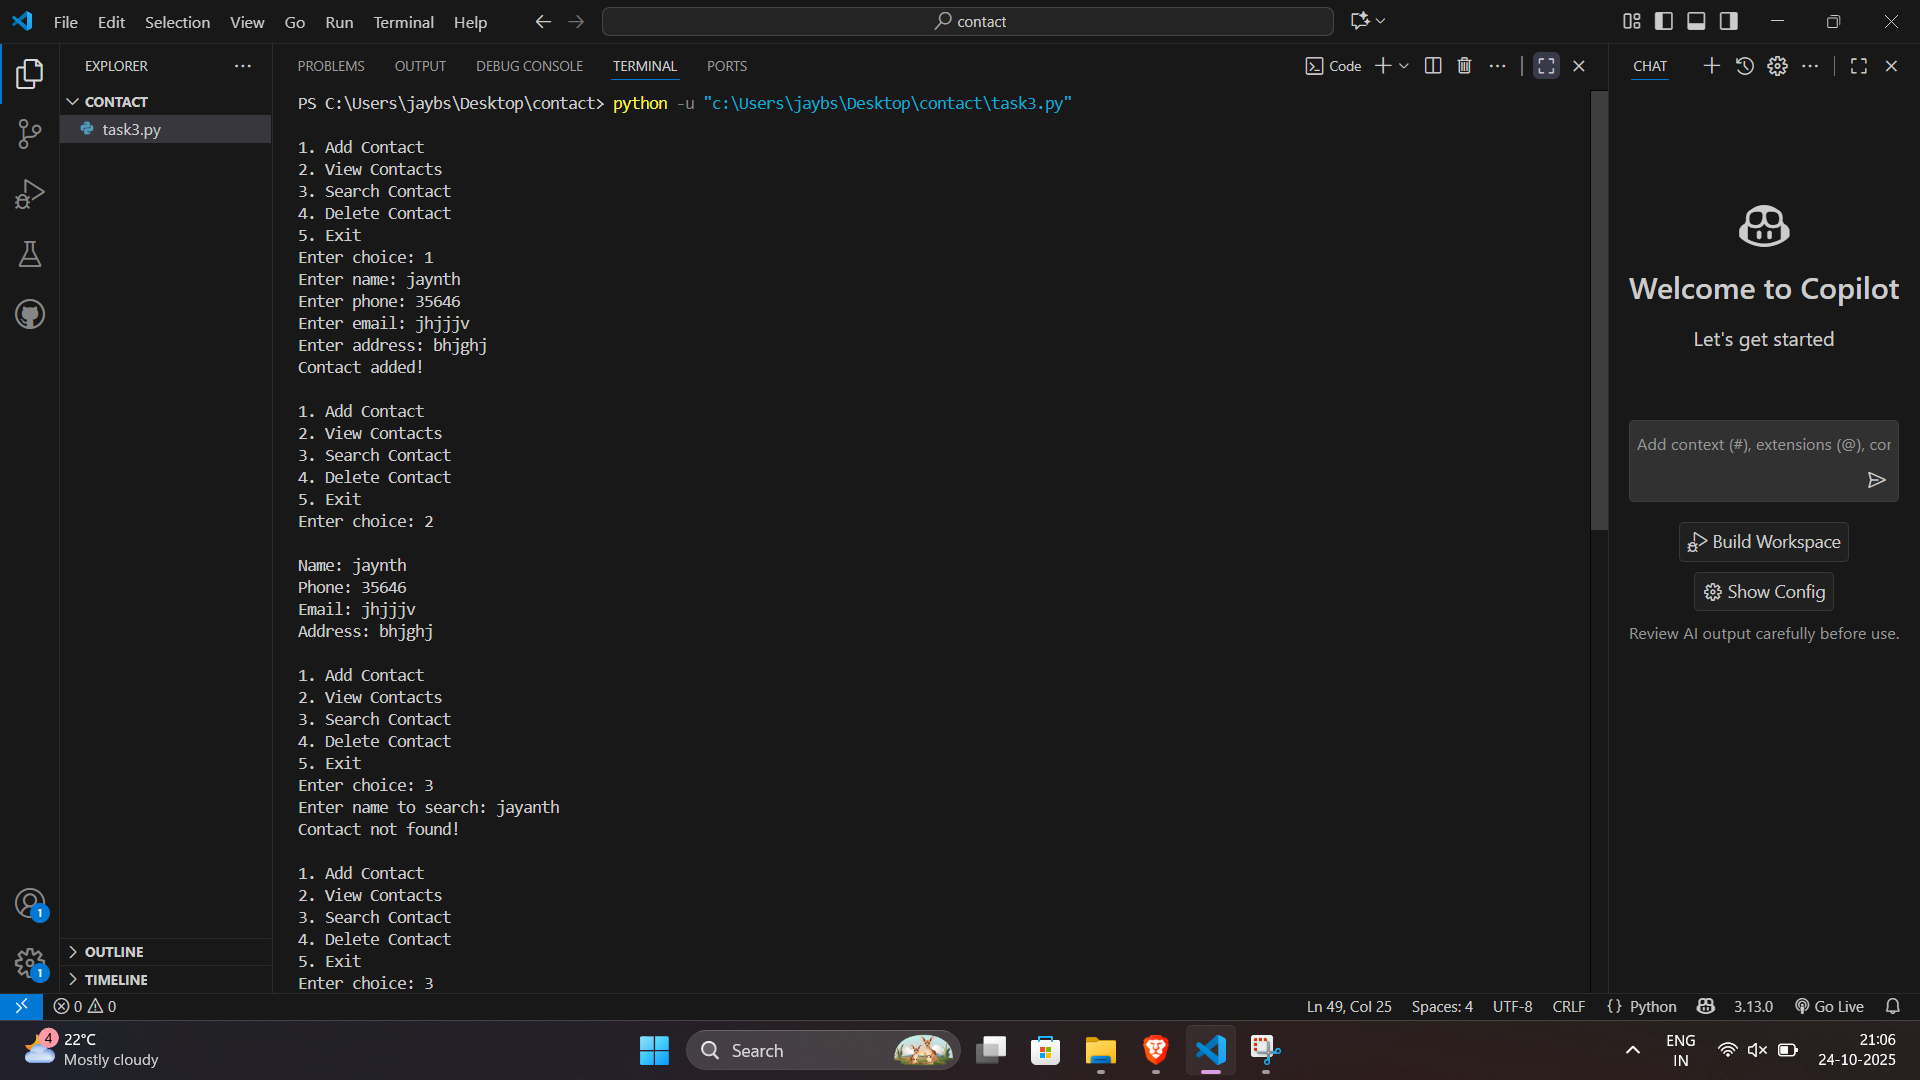 File Edit Selection View Go Run Terminal Help
contact
EXPLORER
CONTACT
task3.py
OUTLINE
TIMELINE
PROBLEMS OUTPUT DEBUG CONSOLE TERMINAL PORTS
Code
PS C:\Users\jaybs\Desktop\contact> python -u "c:\Users\jaybs\Desktop\contact\task3.py"
1. Add Contact
2. View Contacts
3. Search Contact
4. Delete Contact
5. Exit
Enter choice: 1
Enter name: jaynth
Enter phone: 35646
Enter email: jhjjjv
Enter address: bhjghj
Contact added!
1. Add Contact
2. View Contacts
3. Search Contact
4. Delete Contact
5. Exit
Enter choice: 2
Name: jaynth
Phone: 35646
Email: jhjjjv
Address: bhjghj
1. Add Contact
2. View Contacts
3. Search Contact
4. Delete Contact
5. Exit
Enter choice: 3
Enter name to search: jayanth
Contact not found!
1. Add Contact
2. View Contacts
3. Search Contact
4. Delete Contact
5. Exit
Enter choice: 3
CHAT
Welcome to Copilot
Let's get started
Add context (#), extensions (@), cor
Build Workspace
Show Config
Review AI output carefully before use.
1
1
0 0
Ln 49, Col 25 Spaces: 4 UTF-8 CRLF {} Python 3.13.0 Go Live
4
22°C
Mostly cloudy
Search
ENG
IN
21:06
24-10-2025